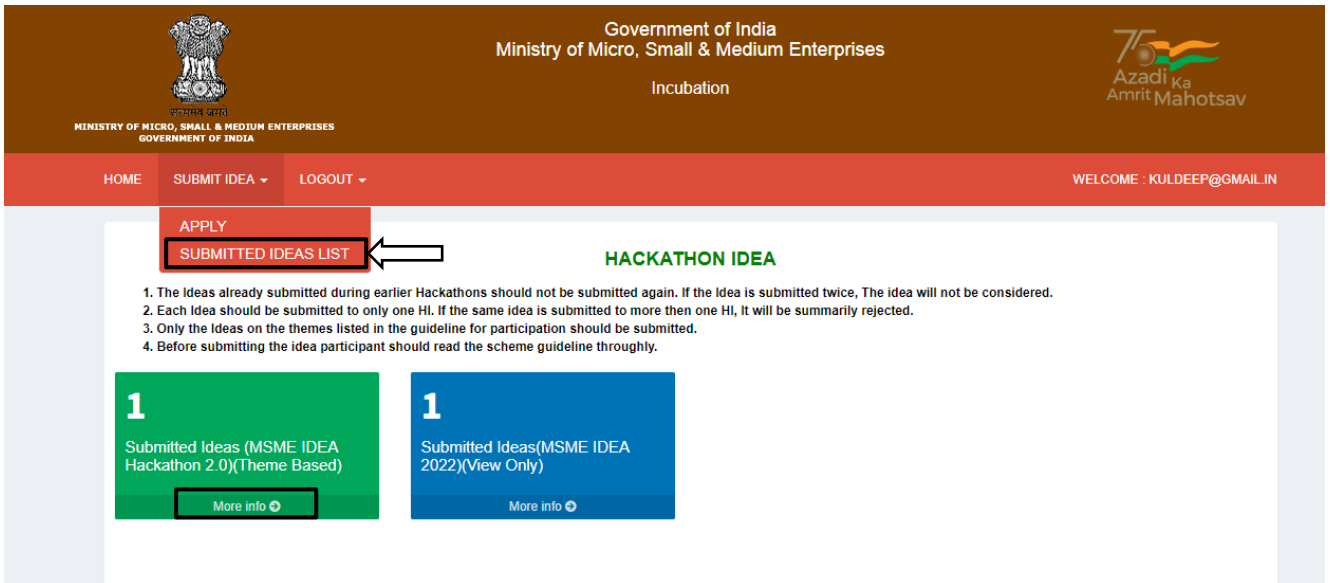 Government of India
Ministry of Micro, Small & Medium Enterprises
Incubation
सत्यमेव जयते
MINISTRY OF MICRO, SMALL & MEDIUM ENTERPRISES
GOVERNMENT OF INDIA
75
Azadi Ka
Amrit Mahotsav
HOME SUBMIT IDEA LOGOUT WELCOME : KULDEEP@GMAIL.IN
APPLY
SUBMITTED IDEAS LIST
HACKATHON IDEA
1. The Ideas already submitted during earlier Hackathons should not be submitted again. If the Idea is submitted twice, The idea will not be considered.
2. Each Idea should be submitted to only one HI. If the same idea is submitted to more then one HI, It will be summarily rejected.
3. Only the Ideas on the themes listed in the guideline for participation should be submitted.
4. Before submitting the idea participant should read the scheme guideline throughly.
1
Submitted Ideas (MSME IDEA
Hackathon 2.0)(Theme Based)
More info
1
Submitted Ideas(MSME IDEA
2022)(View Only)
More info